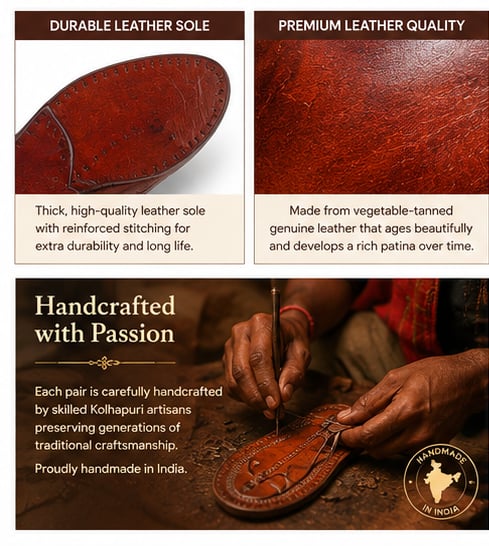 DURABLE LEATHER SOLE
Thick, high-quality leather sole
with reinforced stitching for
extra durability and long life.
PREMIUM LEATHER QUALITY
Made from vegetable-tanned
genuine leather that ages beautifully
and develops a rich patina over time.
Handcrafted
with Passion
Each pair is carefully handcrafted
by skilled Kolhapuri artisans
preserving generations of
traditional craftsmanship.
Proudly handmade in India.
HANDMADE
IN INDIA